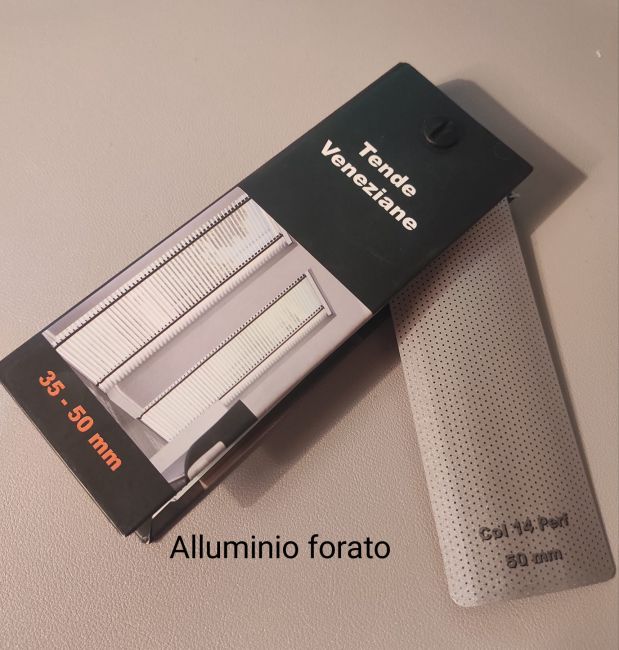 Tende
Veneziane
35 - 50 mm
Col 14 Perf
50 mm
Alluminio forato